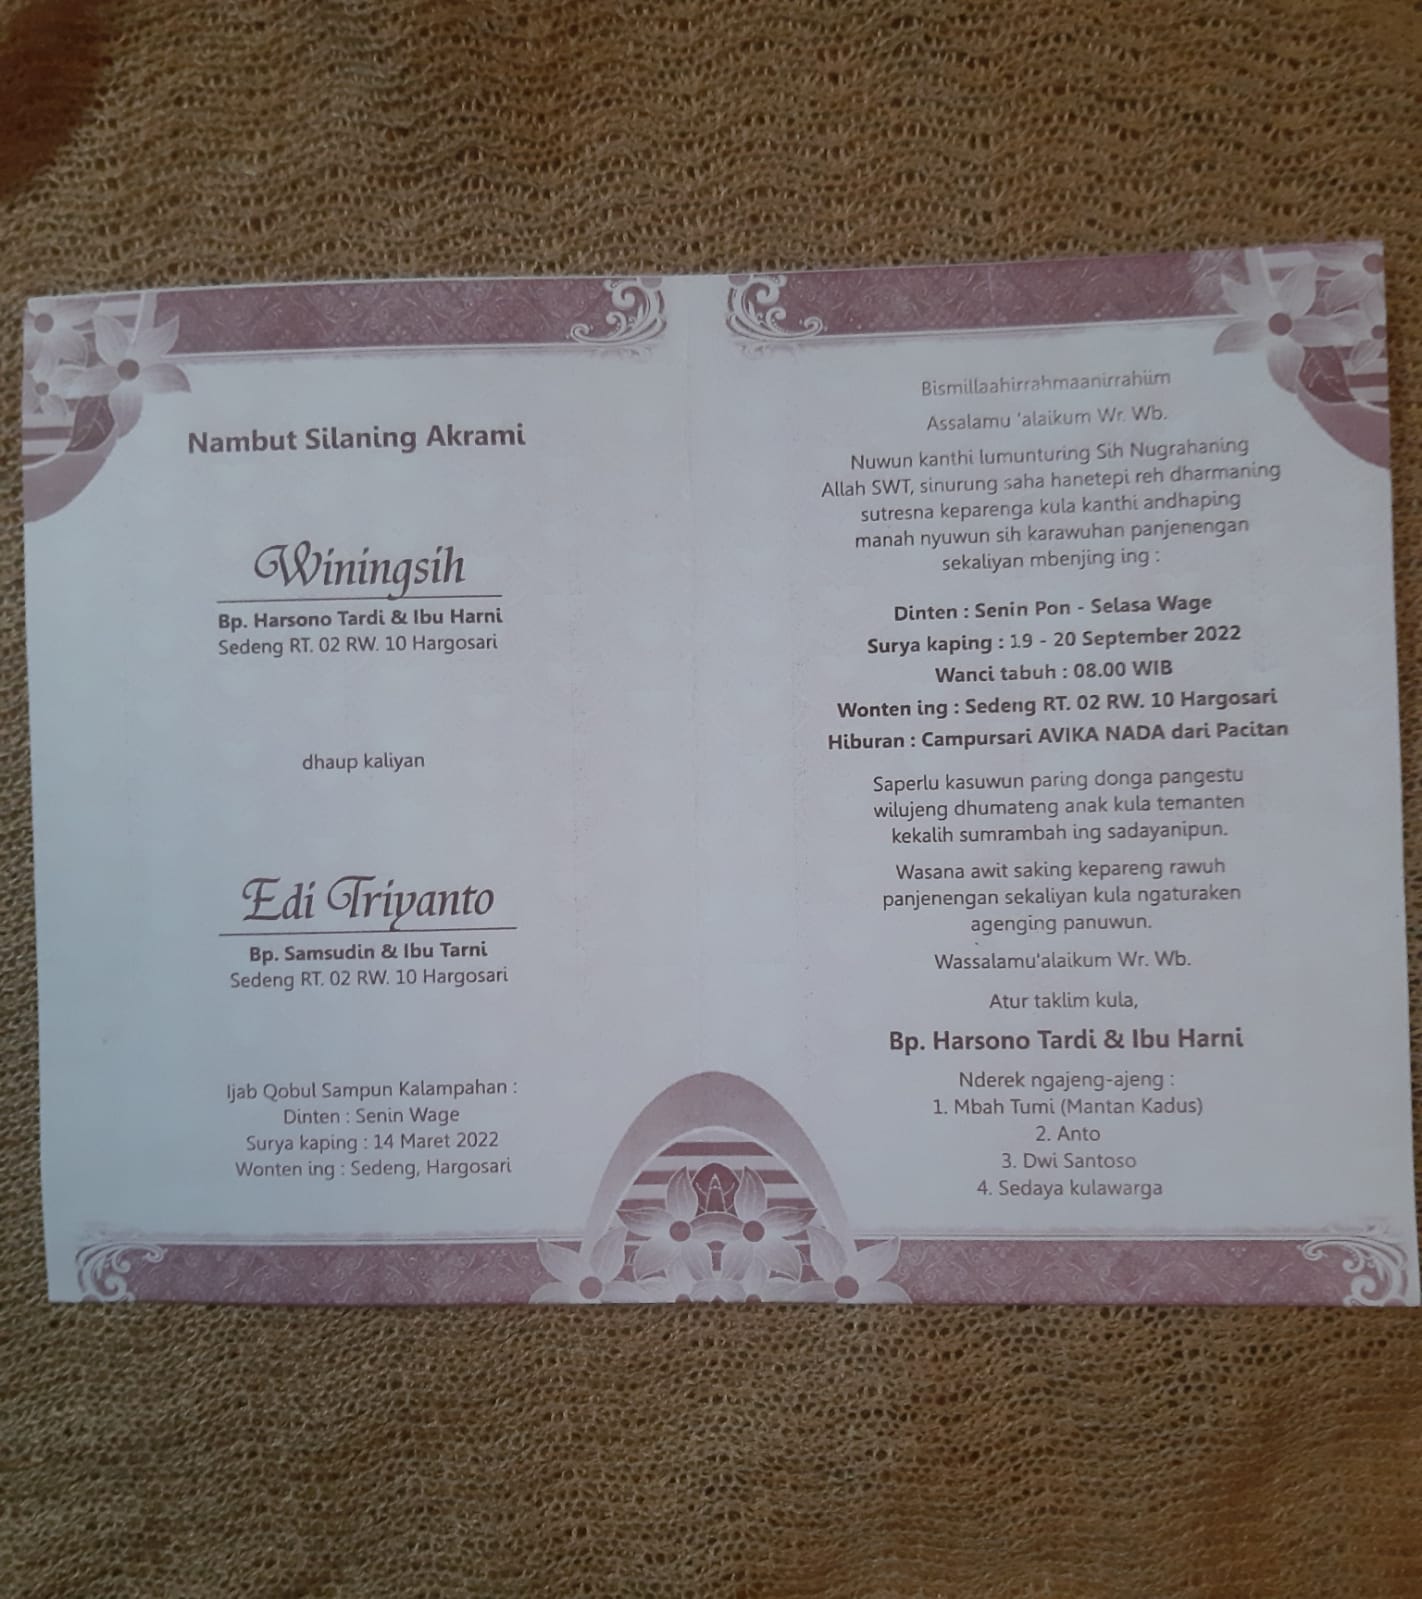 Nambut Silaning Akrami
Winingsih
Bp. Harsono Tardi & Ibu Harni
Sedeng RT. 02 RW. 10 Hargosari
dhaup kaliyan
Edi Triyanto
Bp. Samsudin & Ibu Tarni
Sedeng RT. 02 RW. 10 Hargosari
Ijab Qobul Sampun Kalampahan :
Dinten : Senin Wage
Surya kaping : 14 Maret 2022
Wonten ing : Sedeng, Hargosari
Bismillaahirrahmaanirrahiim
Assalamu 'alaikum Wr. Wb.
Nuwun kanthi lumunturing Sih Nugrahaning
Allah SWT, sinurung saha hanetepi reh dharmaning
sutresna keparenga kula kanthi andhaping
manah nyuwun sih karawuhan panjenengan
sekaliyan mbenjing ing :
Dinten : Senin Pon - Selasa Wage
Surya kaping : 19 - 20 September 2022
Wanci tabuh : 08.00 WIB
Wonten ing : Sedeng RT. 02 RW. 10 Hargosari
Hiburan : Campursari AVIKA NADA dari Pacitan
Saperlu kasuwun paring donga pangestu
wilujeng dhumateng anak kula temanten
kekalih sumrambah ing sadayanipun.
Wasana awit saking kepareng rawuh
panjenengan sekaliyan kula ngaturaken
agenging panuwun.
Wassalamu'alaikum Wr. Wb.
Atur taklim kula,
Bp. Harsono Tardi & Ibu Harni
Nderek ngajeng-ajeng :
1. Mbah Tumi (Mantan Kadus)
2. Anto
3. Dwi Santoso
4. Sedaya kulawarga